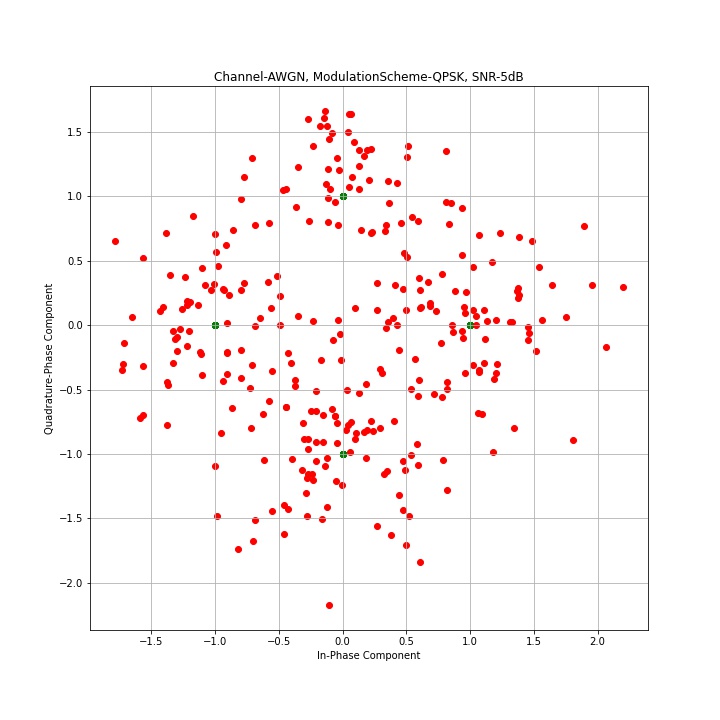 Channel-AWGN, ModulationScheme-QPSK, SNR-5dB
Quadrature-Phase Component
1.5
1.0
0.5
0.0
−0.5
−1.0
−1.5
−2.0
−1.5 −1.0 −0.5 0.0 0.5 1.0 1.5 2.0
In-Phase Component